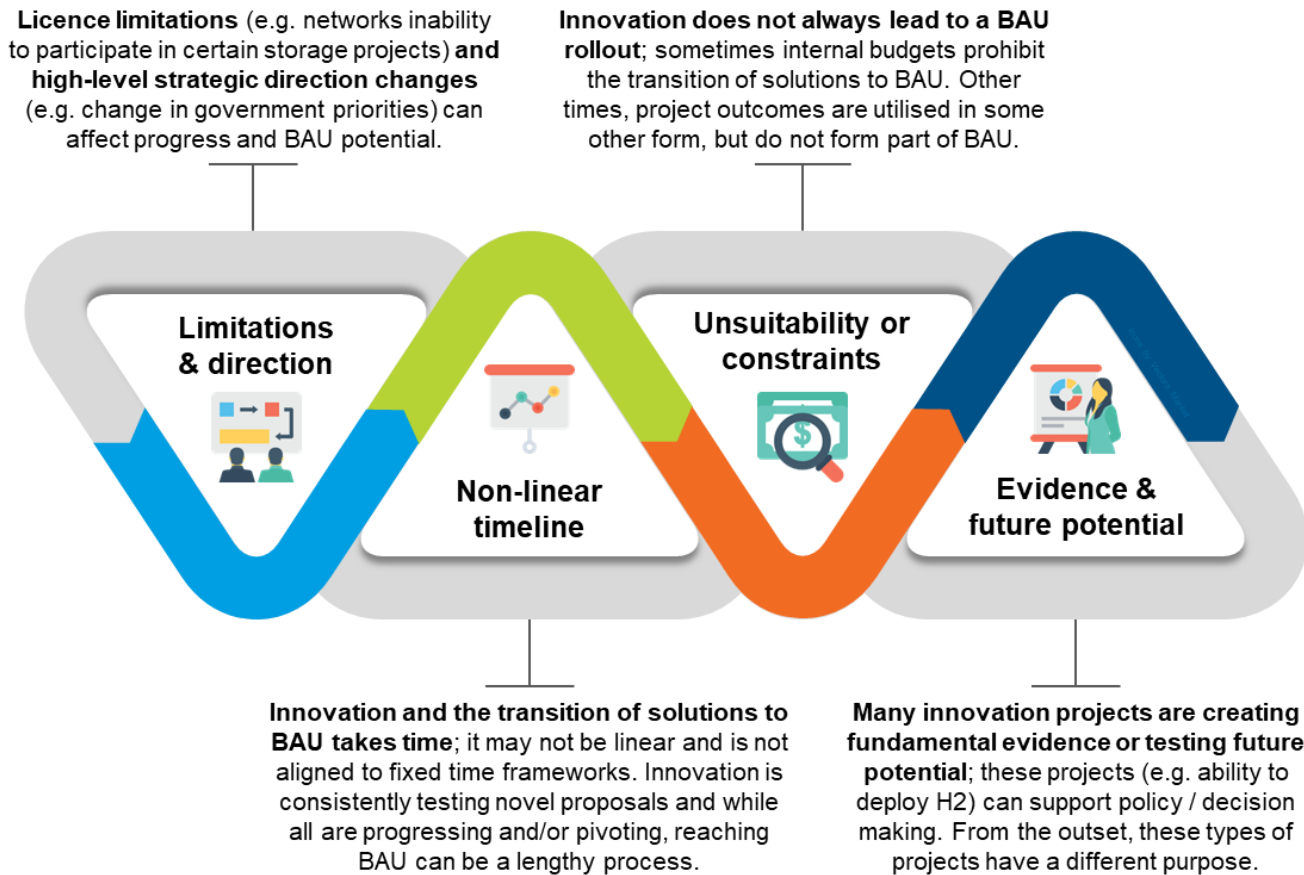 Licence limitations (e.g. networks inability
to participate in certain storage projects) and
high-level strategic direction changes
(e.g. change in government priorities) can
affect progress and BAU potential.
Innovation does not always lead to a BAU
rollout; sometimes internal budgets prohibit
the transition of solutions to BAU. Other
times, project outcomes are utilised in some
other form, but do not form part of BAU.
Limitations
& direction
Non-linear
timeline
Unsuitability or
constraints
$
Evidence &
future potential
Innovation and the transition of solutions to
BAU takes time; it may not be linear and is not
aligned to fixed time frameworks. Innovation is
consistently testing novel proposals and while
all are progressing and/or pivoting, reaching
BAU can be a lengthy process.
Many innovation projects are creating
fundamental evidence or testing future
potential; these projects (e.g. ability to
deploy H2) can support policy / decision
making. From the outset, these types of
projects have a different purpose.